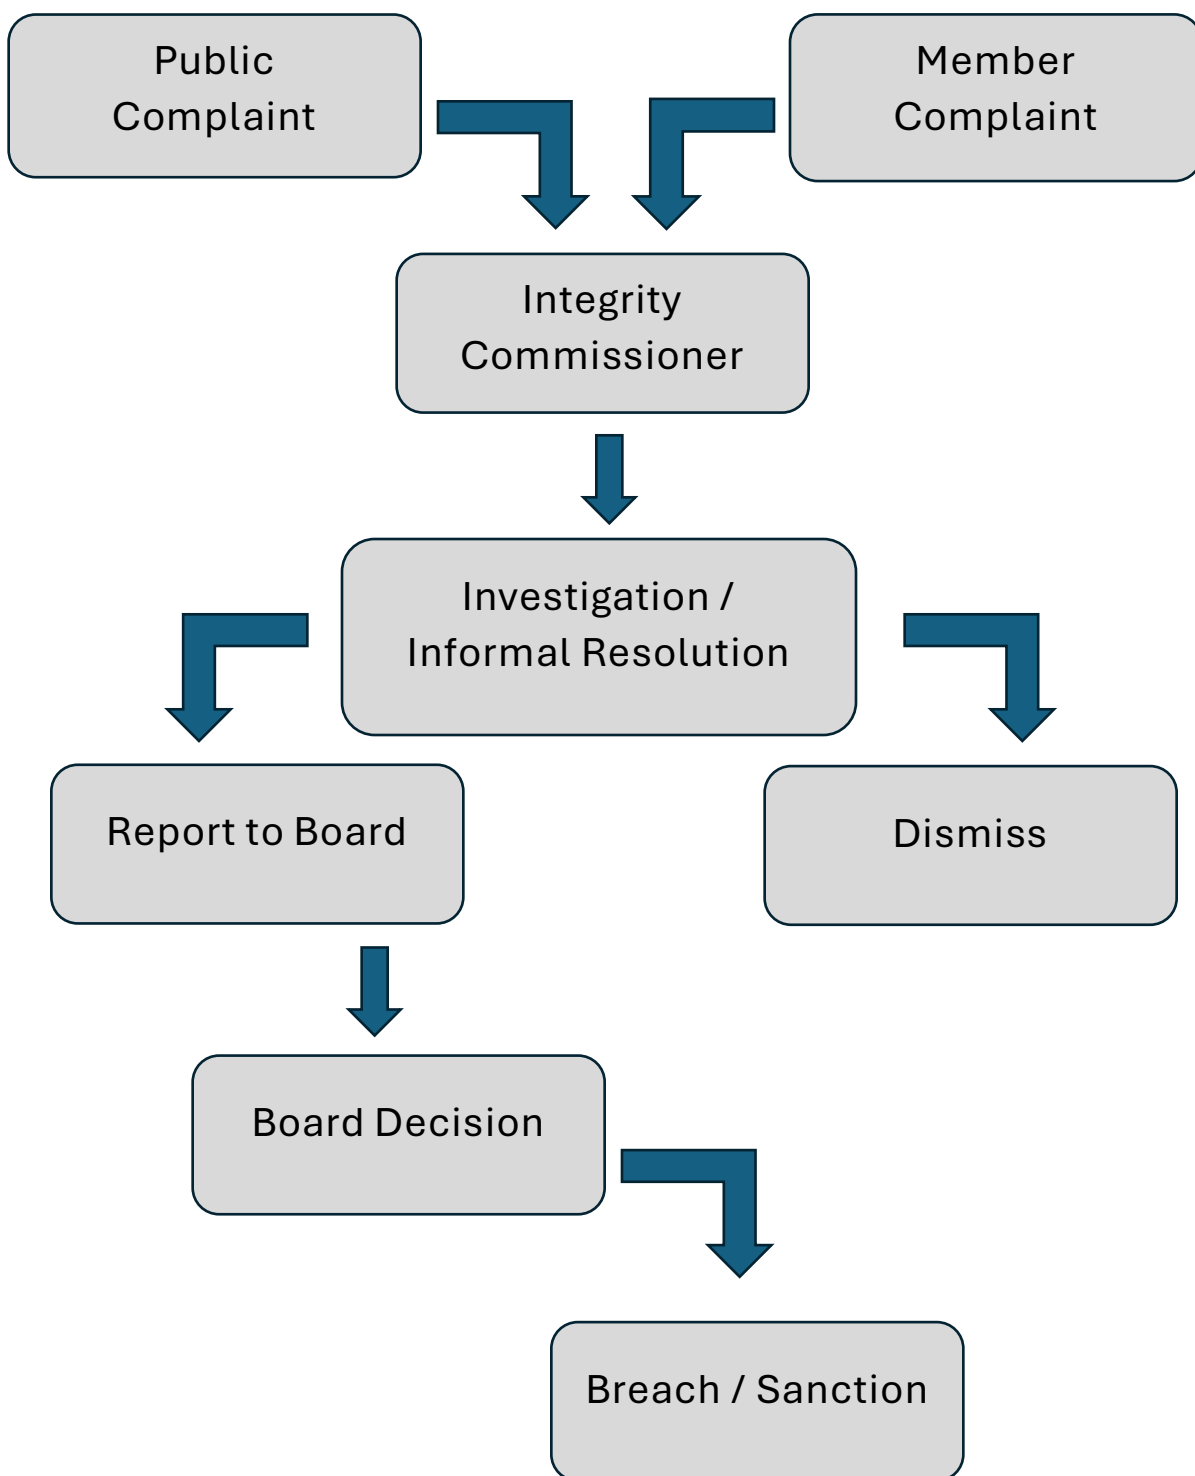 Public
Complaint
Member
Complaint
Integrity
Commissioner
Investigation /
Informal Resolution
Report to Board
Dismiss
Board Decision
Breach / Sanction